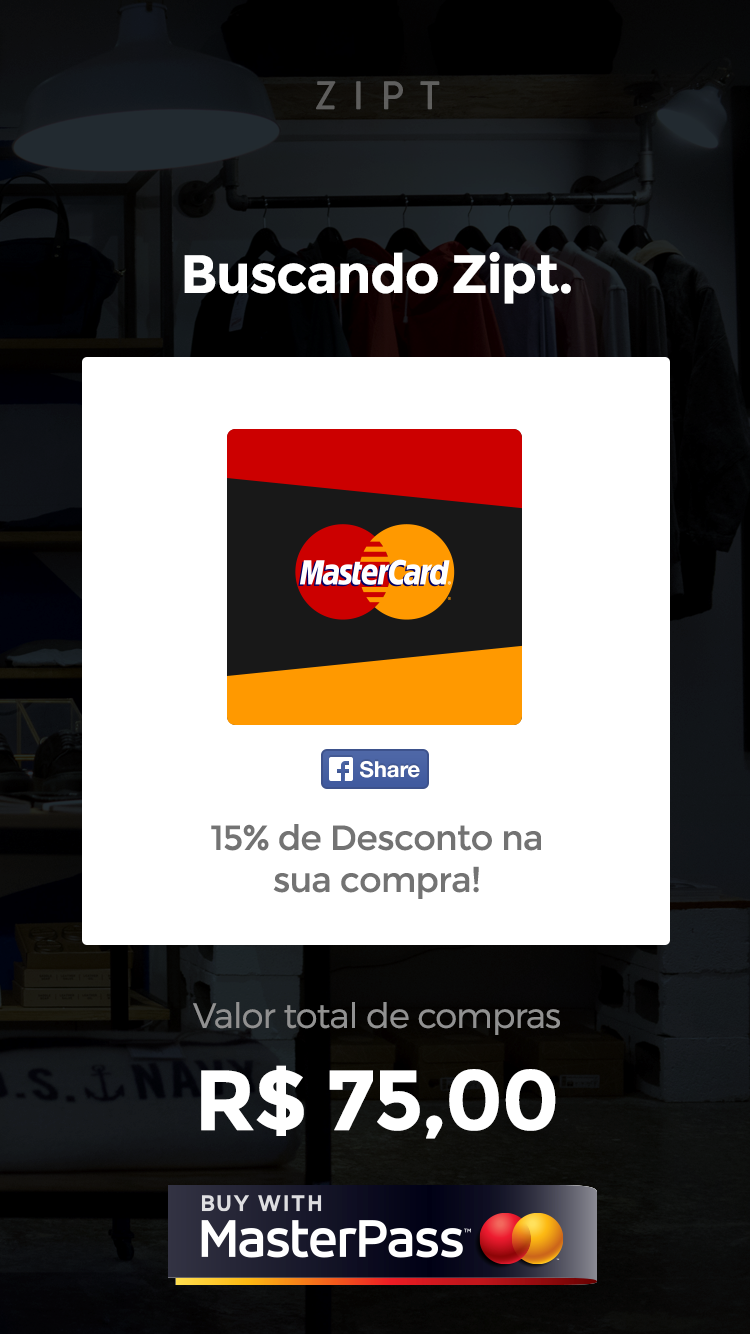 ZIPT
Buscando Zipt.
MasterCard
Share
15% de Desconto na
sua compra!
Valor total de compras
U.S. NAVY
R$ 75,00
BUY WITH
MasterPass™